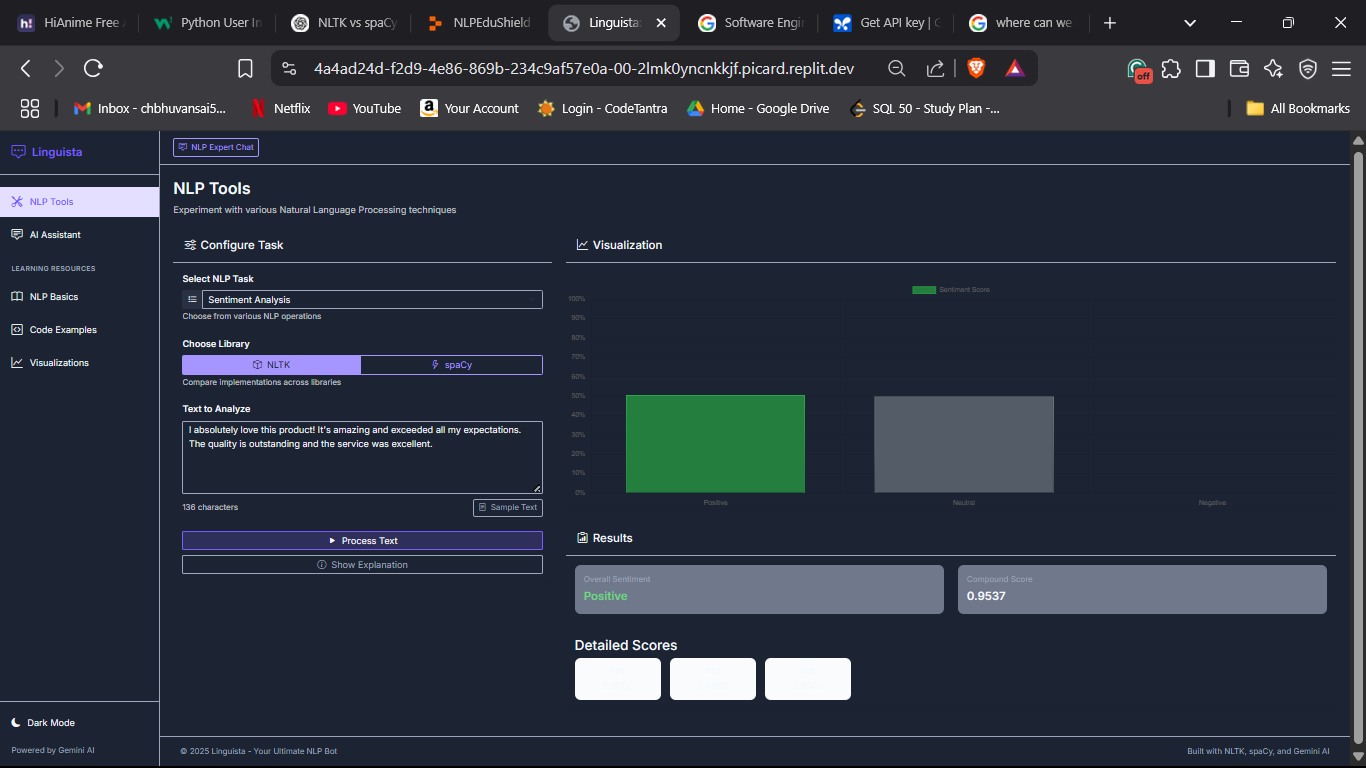 HiAnime Free
Python User In
NLTK vs spaCy
NLPEduShield
Linguista
Software Engi
Get API key | G
where can we
4a4ad24d-f2d9-4e86-869b-234c9af57e0a-00-2lmk0yncnkkjf.picard.replit.dev
off
Inbox - chbhuvansai5...
Netflix
YouTube
Your Account
Login - CodeTantra
Home - Google Drive
SQL 50 - Study Plan -...
All Bookmarks
Linguista
NLP Expert Chat
NLP Tools
AI Assistant
LEARNING RESOURCES
NLP Basics
Code Examples
Visualizations
Dark Mode
Powered by Gemini AI
NLP Tools
Experiment with various Natural Language Processing techniques
Configure Task
Select NLP Task
Sentiment Analysis
Choose from various NLP operations
Choose Library
NLTK
spaCy
Compare implementations across libraries
Text to Analyze
I absolutely love this product! It's amazing and exceeded all my expectations.
The quality is outstanding and the service was excellent.
136 characters
Sample Text
Process Text
Show Explanation
Visualization
Sentiment Score
100%
90%
80%
70%
60%
50%
40%
30%
20%
10%
0%
Positive
Neutral
Negative
Results
Overall Sentiment
Positive
Compound Score
0.9537
Detailed Scores
© 2025 Linguista - Your Ultimate NLP Bot
Built with NLTK, spaCy, and Gemini AI